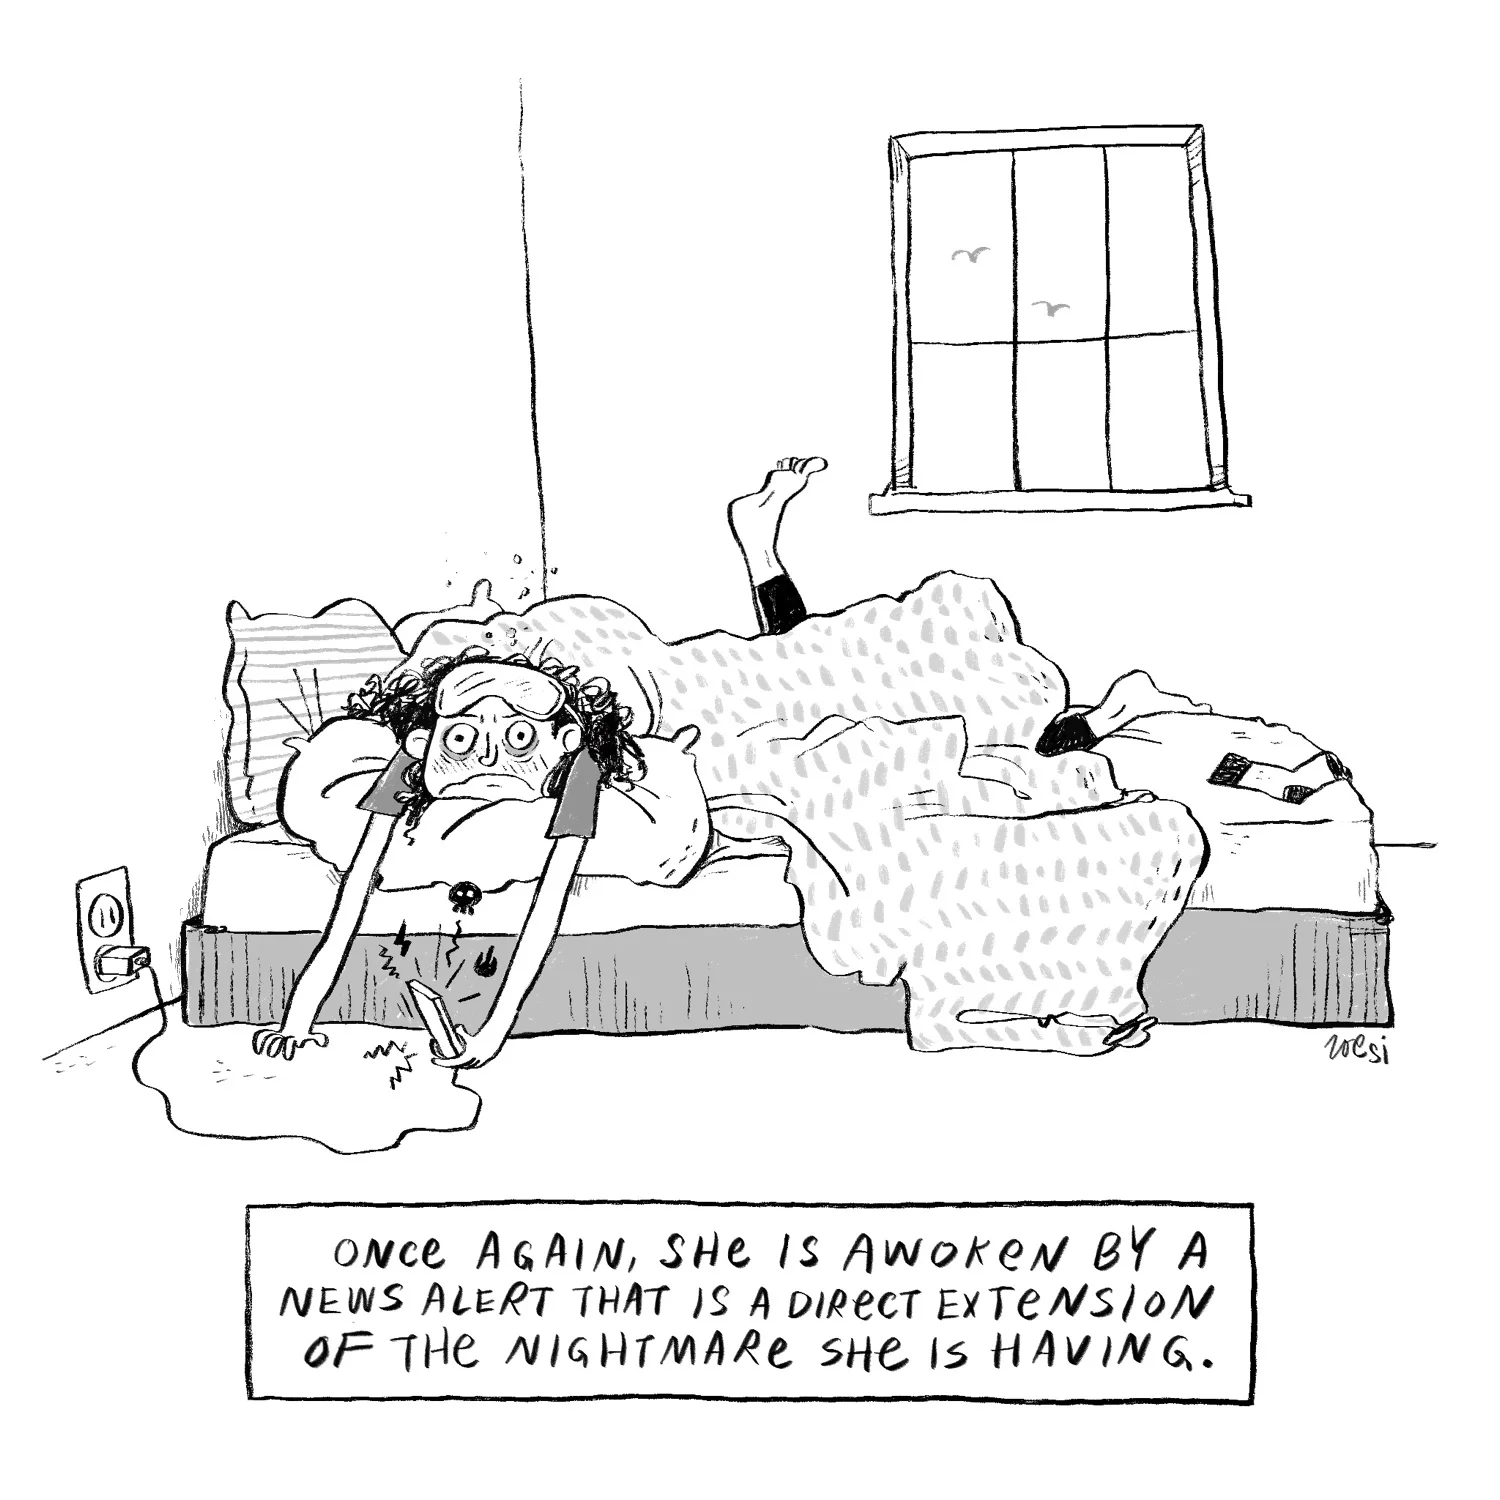 zoesi
ONCE AGAIN, SHE IS AWOKEN BY A
NEWS ALERT THAT IS A DIRECT EXTENSION
OF THE NIGHTMARE SHE IS HAVING.